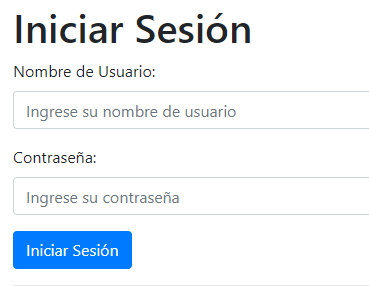 Iniciar Sesión
Nombre de Usuario:
Ingrese su nombre de usuario
Contraseña:
Ingrese su contraseña
Iniciar Sesión